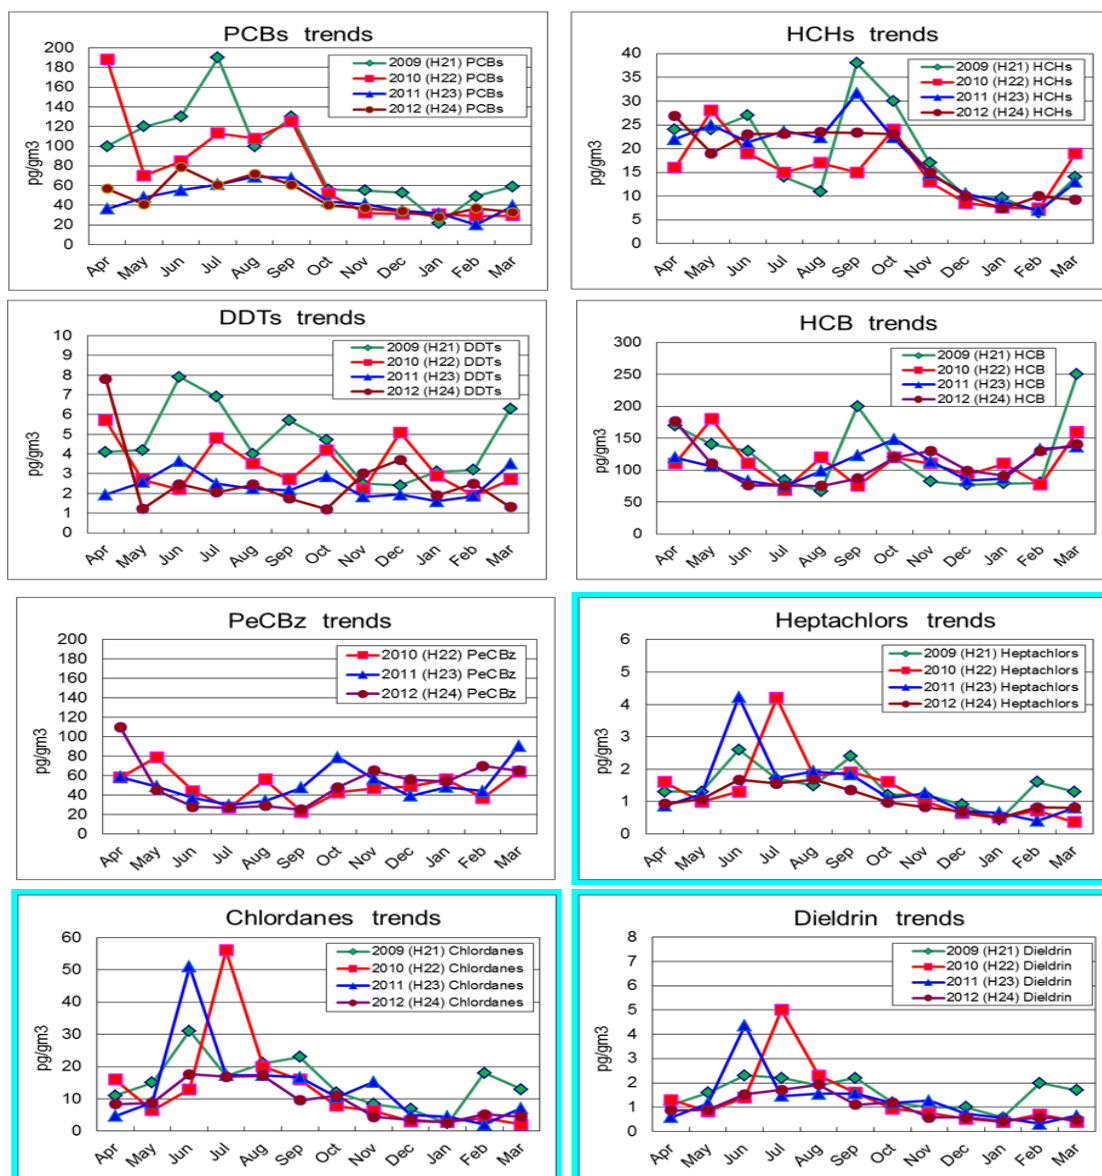 PCBs trends
200
180
160
140
120
100
80
60
40
20
0
pg/gm3
2009 (H21) PCBs
2010 (H22) PCBs
2011 (H23) PCBs
2012 (H24) PCBs
Apr May Jun Jul Aug Sep Oct Nov Dec Jan Feb Mar
HCHs trends
40
35
30
25
20
15
10
5
0
pg/gm3
2009 (H21) HCHs
2010 (H22) HCHs
2011 (H23) HCHs
2012 (H24) HCHs
Apr May Jun Jul Aug Sep Oct Nov Dec Jan Feb Mar
DDTs trends
10
9
8
7
6
5
4
3
2
1
0
pg/gm3
2009 (H21) DDTs
2010 (H22) DDTs
2011 (H23) DDTs
2012 (H24) DDTs
Apr May Jun Jul Aug Sep Oct Nov Dec Jan Feb Mar
HCB trends
300
250
200
150
100
50
0
pg/gm3
2009 (H21) HCB
2010 (H22) HCB
2011 (H23) HCB
2012 (H24) HCB
Apr May Jun Jul Aug Sep Oct Nov Dec Jan Feb Mar
PeCBz trends
200
180
160
140
120
100
80
60
40
20
0
pg/gm3
2010 (H22) PeCBz
2011 (H23) PeCBz
2012 (H24) PeCBz
Apr May Jun Jul Aug Sep Oct Nov Dec Jan Feb Mar
Heptachlors trends
6
5
4
3
2
1
0
pg/gm3
2009 (H21) Heptachlors
2010 (H22) Heptachlors
2011 (H23) Heptachlors
2012 (H24) Heptachlors
Apr May Jun Jul Aug Sep Oct Nov Dec Jan Feb Mar
Chlordanes trends
60
50
40
30
20
10
0
pg/gm3
2009 (H21) Chlordanes
2010 (H22) Chlordanes
2011 (H23) Chlordanes
2012 (H24) Chlordanes
Apr May Jun Jul Aug Sep Oct Nov Dec Jan Feb Mar
Dieldrin trends
8
7
6
5
4
3
2
1
0
pg/gm3
2009 (H21) Dieldrin
2010 (H22) Dieldrin
2011 (H23) Dieldrin
2012 (H24) Dieldrin
Apr May Jun Jul Aug Sep Oct Nov Dec Jan Feb Mar